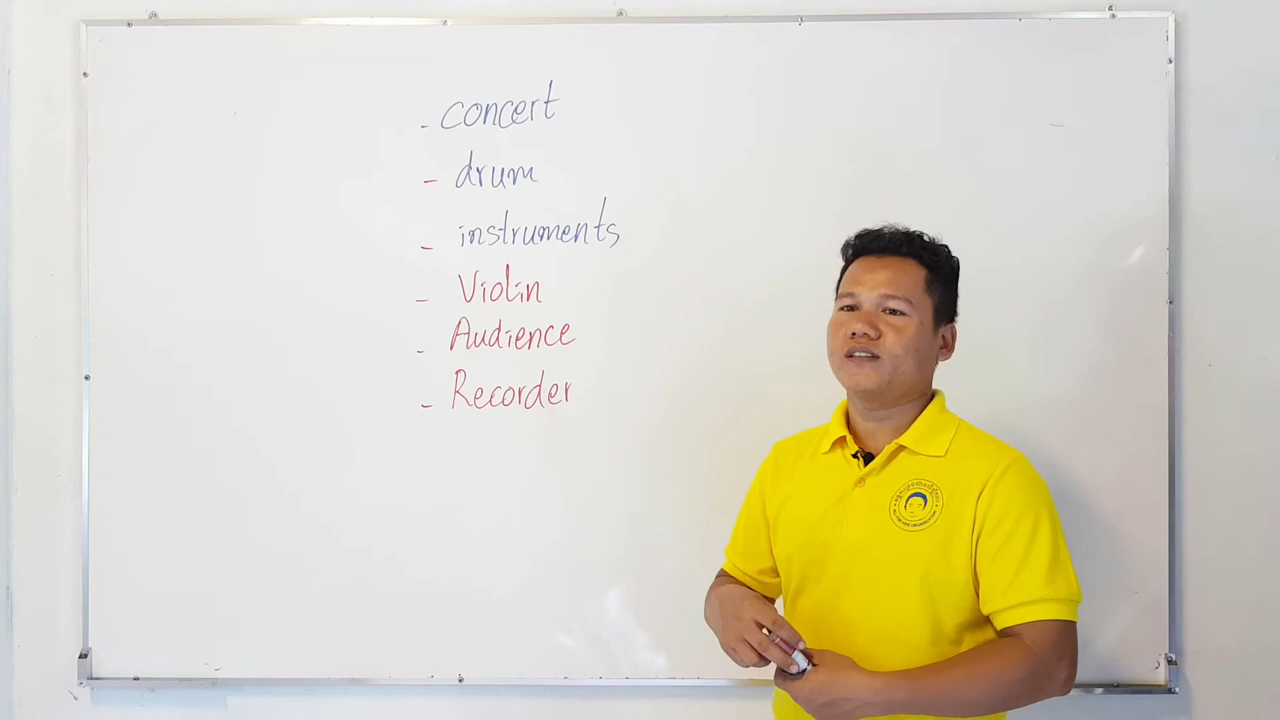 - concert
- drum
- instruments
- Violin
- Audience
- Recorder